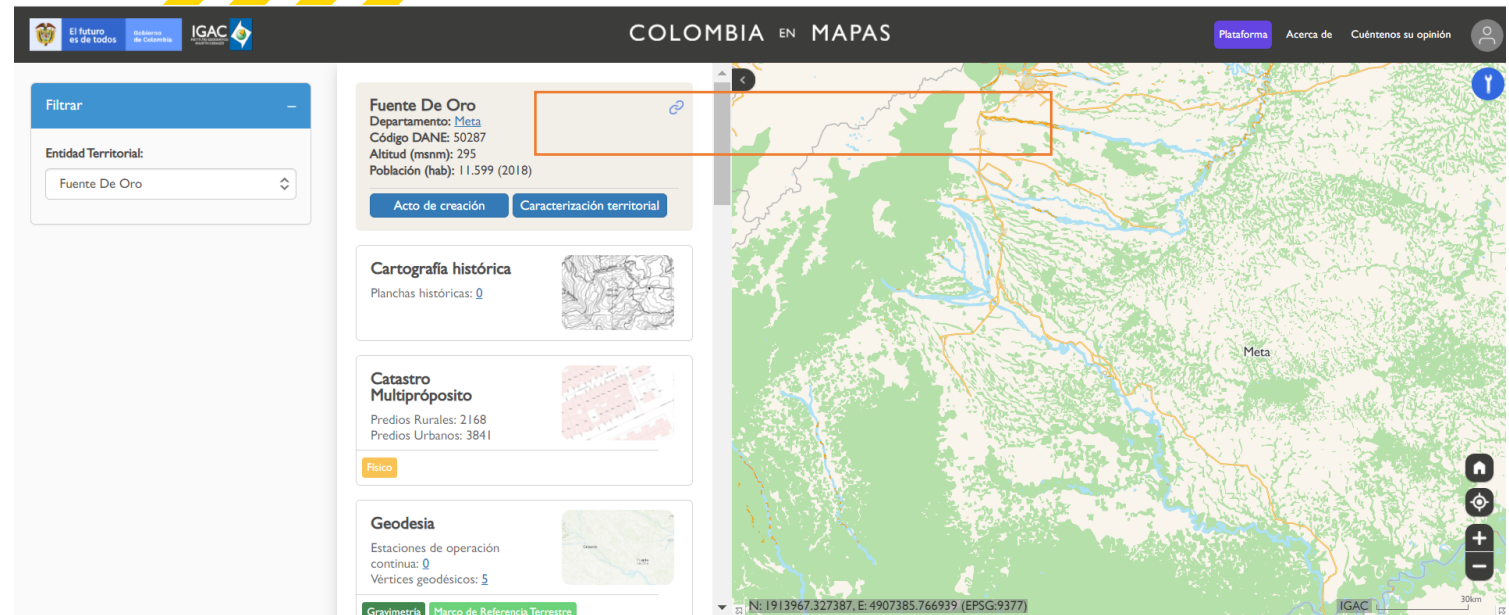 El futuro
es de todos
Gobierno
de Colombia
IGAC
COLOMBIA EN MAPAS
Plataforma
Acerca de
Cuéntenos su opinión
Filtrar
Entidad Territorial:
Fuente De Oro
Fuente De Oro
Departamento: Meta
Código DANE: 50287
Altitud (msnm): 295
Población (hab): 11.599 (2018)
Acto de creación
Caracterización territorial
Cartografía histórica
Planchas históricas: 0
Catastro
Multipróposito
Predios Rurales: 2168
Predios Urbanos: 3841
Físico
Geodesia
Estaciones de operación
continua: 0
Vértices geodésicos: 5
Gravimetría
Marco de Referencia Terrestre
Meta
N: 1913967.327387, E: 4907385.766939 (EPSG:9377)
IGAC
30km